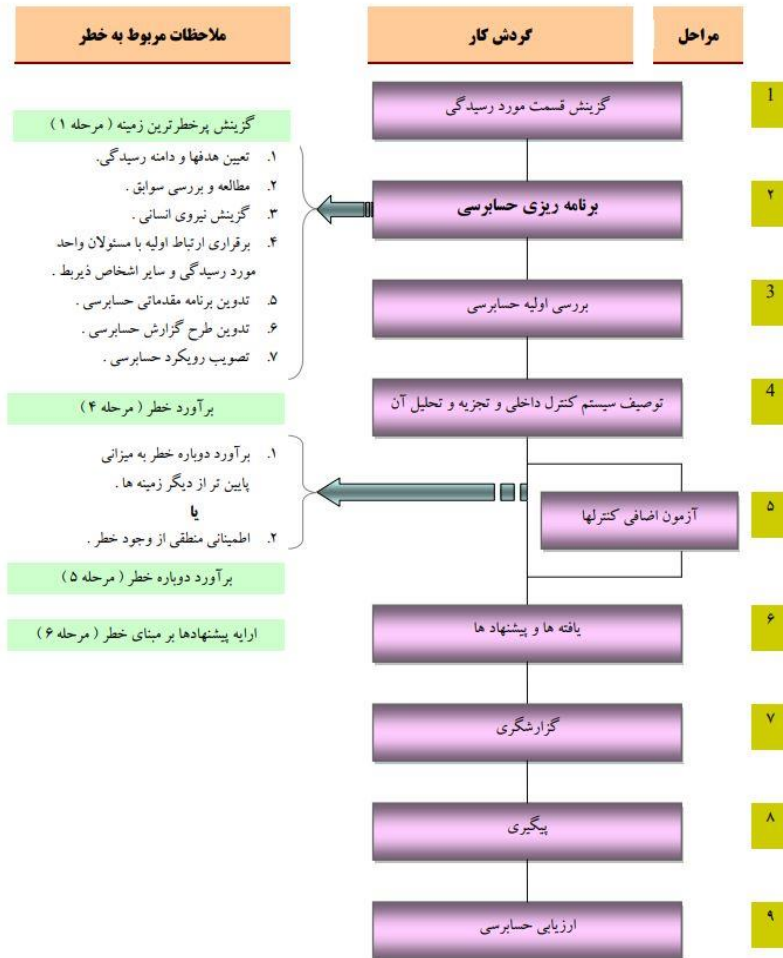 مراحل
گردش کار
ملاحظات مربوط به خطر
1
گزینش قسمت مورد رسیدگی
گزینش پرخطرترین زمینه ( مرحله ۱ )
۲
برنامه ریزی حسابرسی
۱. تعیین هدفها و دامنه رسیدگی.
۲. مطالعه و بررسی سوابق .
۳. گزینش نیروی انسانی .
۴. برقراری ارتباط اولیه با مسئولان واحد
مورد رسیدگی و سایر اشخاص ذیربط .
۵. تدوین برنامه مقدماتی حسابرسی .
۶. تدوین طرح گزارش حسابرسی .
۷. تصویب رویکرد حسابرسی .
3
بررسی اولیه حسابرسی
4
توصیف سیستم کنترل داخلی و تجزیه و تحلیل آن
برآورد خطر ( مرحله ۴ )
۵
آزمون اضافی کنترلها
۱. برآورد دوباره خطر به میزانی
پایین تر از دیگر زمینه ها .
یا
۲. اطمینانی منطقی از وجود خطر .
برآورد دوباره خطر ( مرحله ۵ )
۶
یافته ها و پیشنهاد ها
ارایه پیشنهادها بر مبنای خطر ( مرحله ۶ )
۷
گزارشگری
۸
پیگیری
۹
ارزیابی حسابرسی